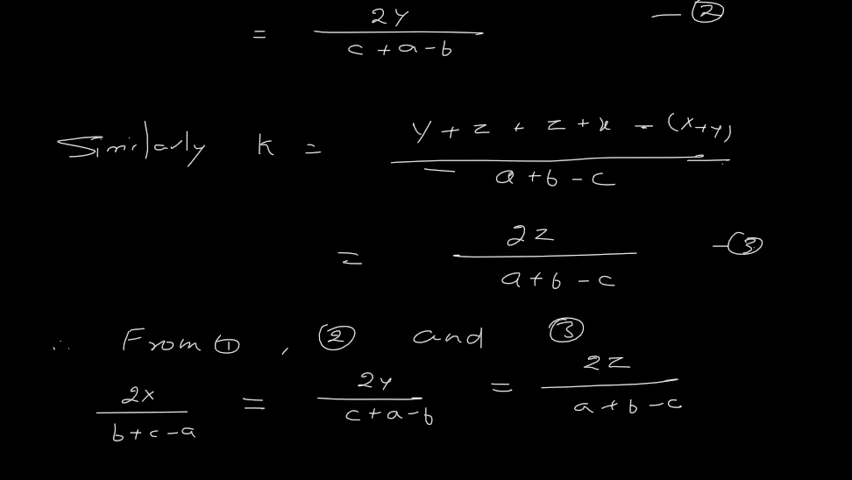 = 2y / (c + a - b) — ②
Similarly k = (y + z + z + x - (x+y)) / (a + b - c)
= 2z / (a + b - c) — ③
∴ From ①, ② and ③
2x / (b + c - a) = 2y / (c + a - b) = 2z / (a + b - c)